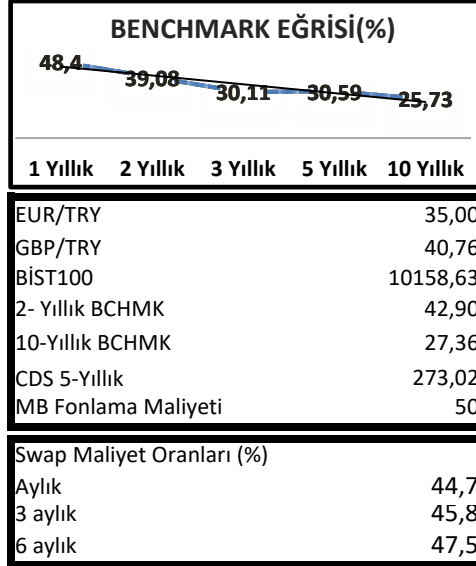 BENCHMARK EĞRİSİ(%)
48,4 39,08 30,11 30,59 25,73
1 Yıllık 2 Yıllık 3 Yıllık 5 Yıllık 10 Yıllık
EUR/TRY 35,00
GBP/TRY 40,76
BİST100 10158,63
2- Yıllık BCHMK 42,90
10-Yıllık BCHMK 27,36
CDS 5-Yıllık 273,02
MB Fonlama Maliyeti 50
Swap Maliyet Oranları (%)
Aylık 44,7
3 aylık 45,8
6 aylık 47,5